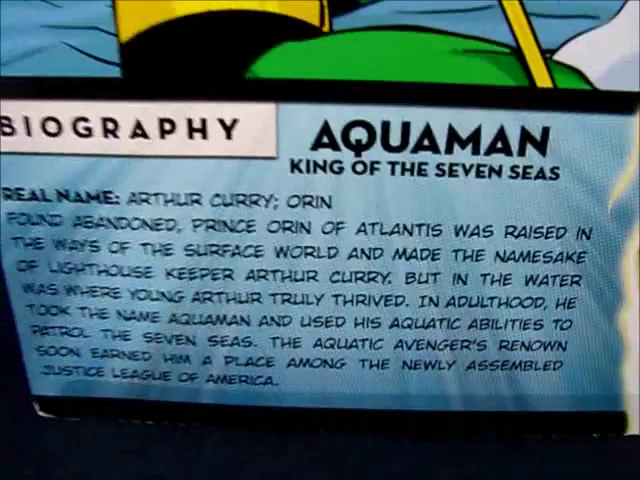 BIOGRAPHY
AQUAMAN
KING OF THE SEVEN SEAS
REAL NAME: ARTHUR CURRY; ORIN
FOUND ABANDONED, PRINCE ORIN OF ATLANTIS WAS RAISED IN
THE WAYS OF THE SURFACE WORLD AND MADE THE NAMESAKE
OF LIGHTHOUSE KEEPER ARTHUR CURRY. BUT IN THE WATER
WAS WHERE YOUNG ARTHUR TRULY THRIVED. IN ADULTHOOD, HE
TOOK THE NAME AQUAMAN AND USED HIS AQUATIC ABILITIES TO
PATROL THE SEVEN SEAS. THE AQUATIC AVENGER'S RENOWN
SOON EARNED HIM A PLACE AMONG THE NEWLY ASSEMBLED
JUSTICE LEAGUE OF AMERICA.